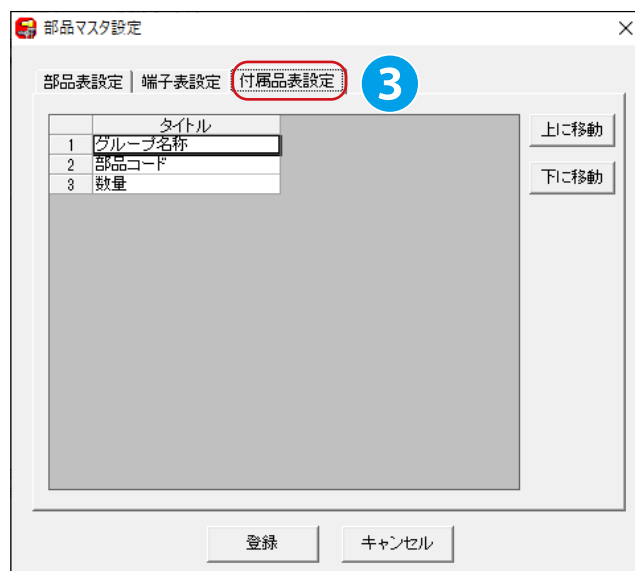 部品マスタ設定
部品表設定 端子表設定 付属品表設定 3
タイトル
1 グループ名称
2 部品コード
3 数量
上に移動
下に移動
登録 キャンセル